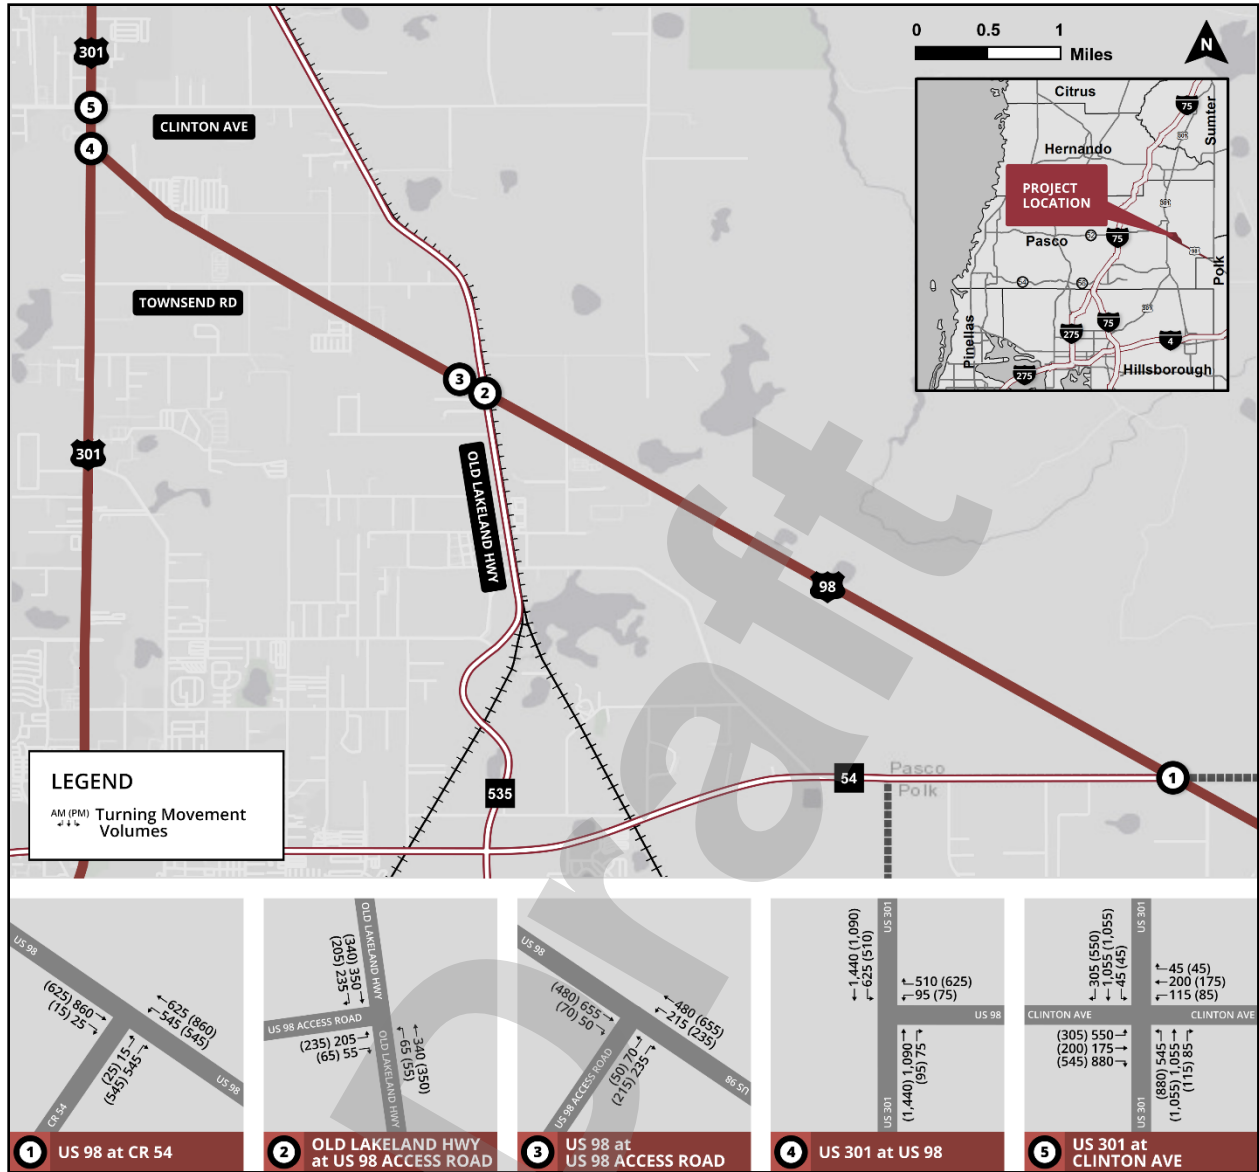 301
5
4
CLINTON AVE
TOWNSEND RD
3
2
301
OLD LAKELAND HWY
98
535
54
Pasco
Polk
1
0 0.5 1
Miles
N
Citrus
75
Sumter
301
Hernando
PROJECT
LOCATION
301
Pasco
52
75
98
Polk
54
56
301
Pinellas
275
75
4
275
Hillsborough
Draft
LEGEND
AM (PM) Turning Movement
Volumes
US 98
(625) 860
(15) 25
625 (860)
545 (545)
(25) 15
(545) 545
CR 54
US 98
1 US 98 at CR 54
OLD LAKELAND HWY
(340) 350
(205) 235
US 98 ACCESS ROAD
(235) 205
(65) 55
340 (350)
65 (55)
OLD LAKELAND HWY
2 OLD LAKELAND HWY
at US 98 ACCESS ROAD
US 98
(480) 655
(70) 50
480 (655)
215 (235)
(50) 70
(215) 235
US 98 ACCESS ROAD
US 98
3 US 98 at
US 98 ACCESS ROAD
US 301
1,440 (1,090)
625 (510)
510 (625)
95 (75)
US 98
(1,440) 1,090
(95) 75
US 301
4 US 301 at US 98
US 301
305 (550)
1,055 (1,055)
45 (45)
45 (45)
200 (175)
115 (85)
CLINTON AVE
CLINTON AVE
(305) 550
(200) 175
(545) 880
(880) 545
(1,055) 1,055
(115) 85
US 301
5 US 301 at
CLINTON AVE